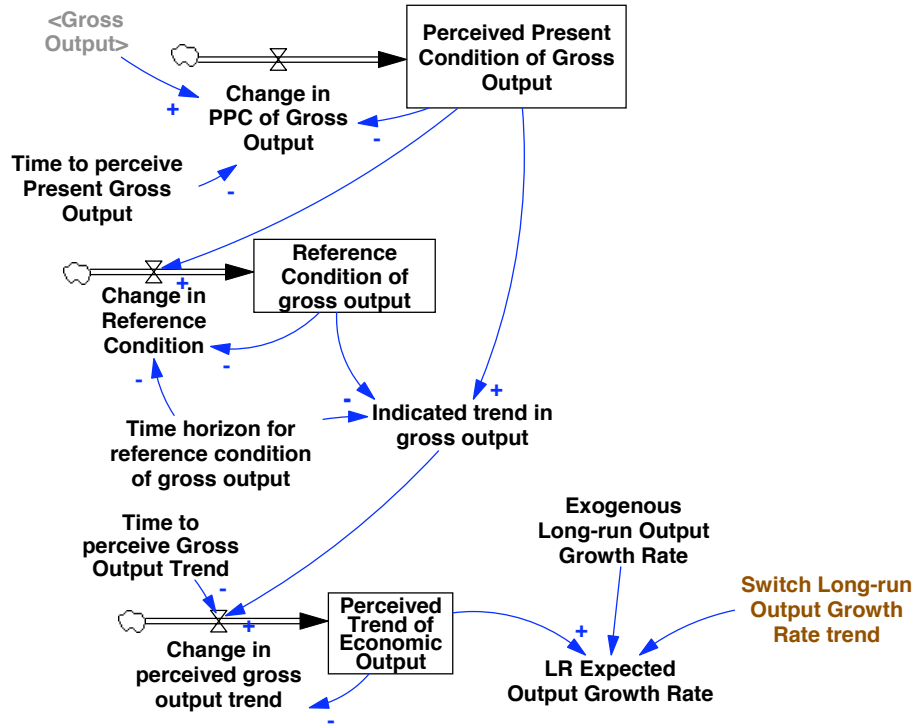 <Gross
Output>
Perceived Present
Condition of Gross
Output
Change in
PPC of Gross
Output
+
-
Time to perceive
Present Gross
Output
-
Reference
Condition of
gross output
+
Change in
Reference
Condition
-
-
Time horizon for
reference condition
of gross output
-
+
Indicated trend in
gross output
Time to
perceive Gross
Output Trend
-
Exogenous
Long-run Output
Growth Rate
Switch Long-run
Output Growth
Rate trend
Perceived
Trend of
Economic
Output
+
Change in
perceived gross
output trend
-
+
LR Expected
Output Growth Rate